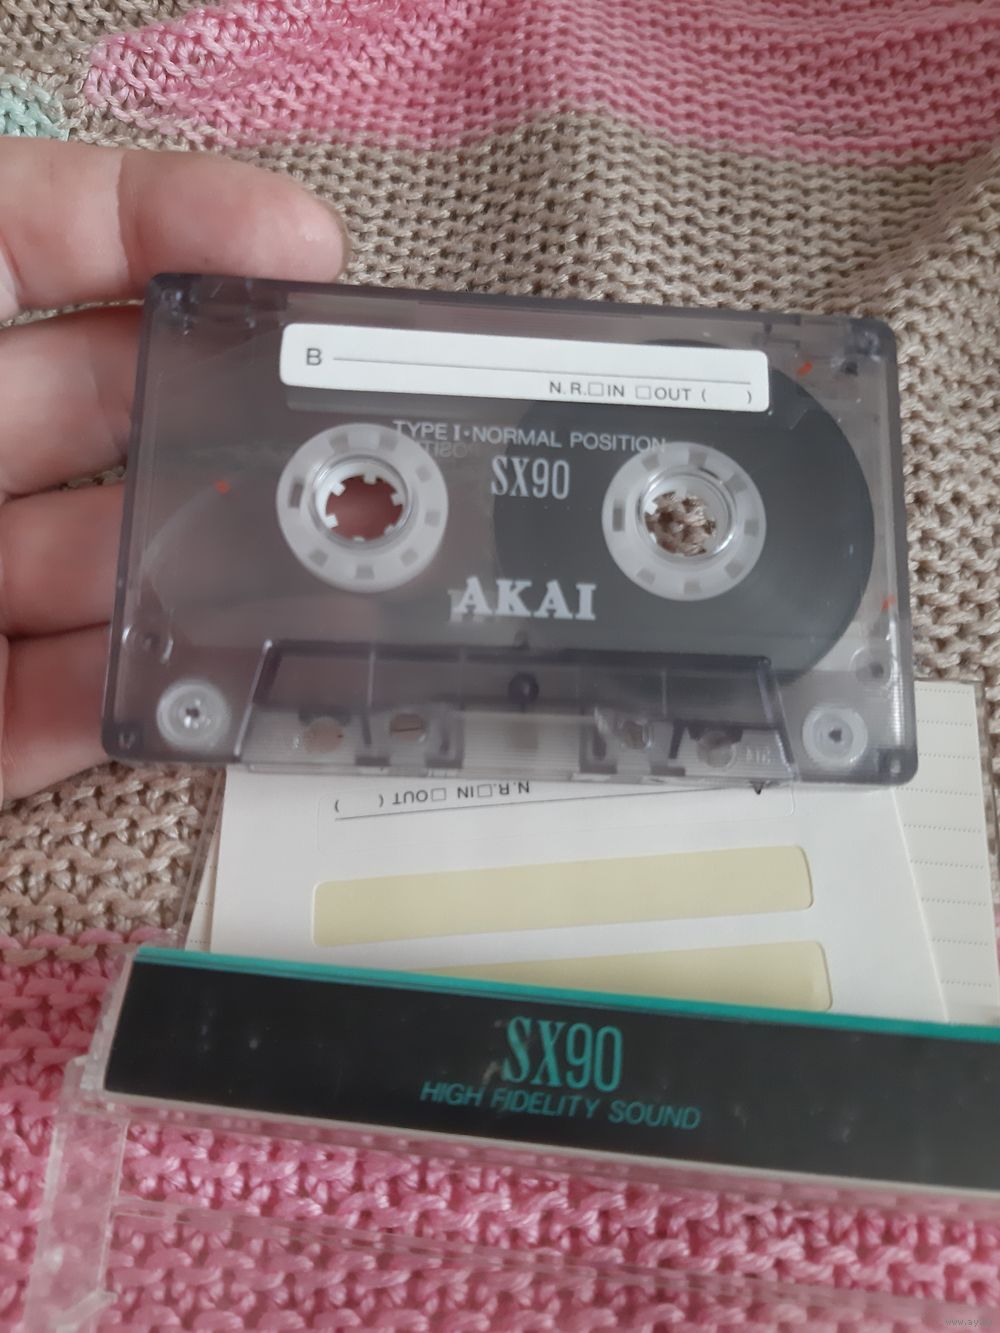 B
N.R.□IN □OUT ( )
TYPE I•NORMAL POSITION
SX90
AKAI
A
N.R.□IN □OUT ( )
SX90
HIGH FIDELITY SOUND